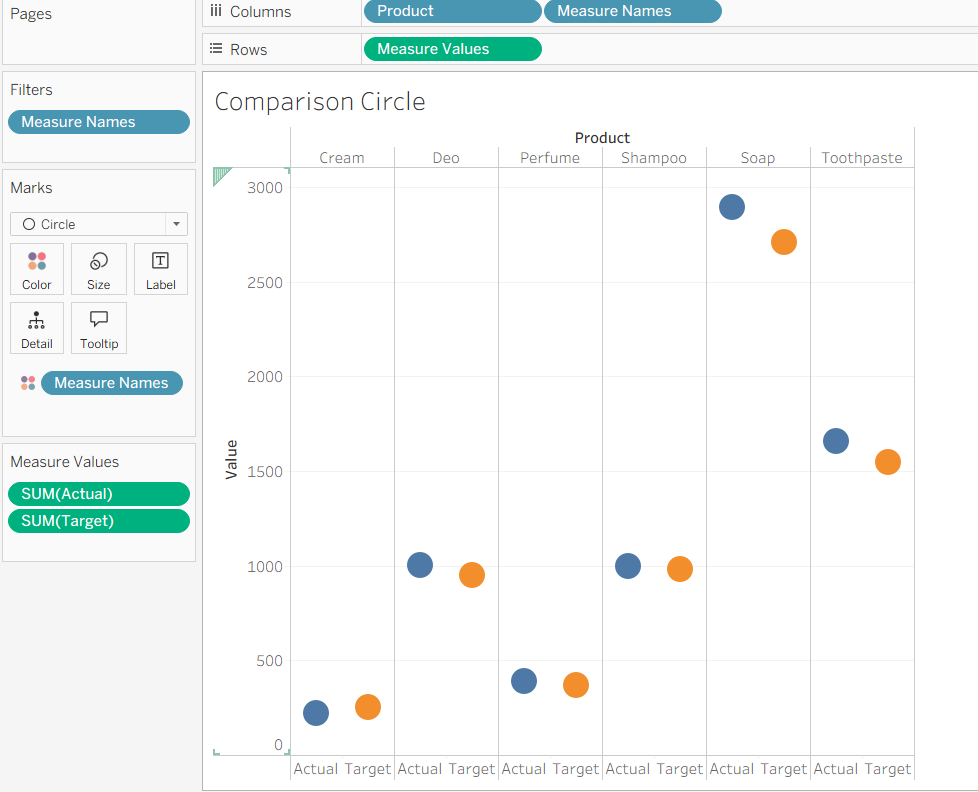 Pages
Columns
Product
Measure Names
Rows
Measure Values
Filters
Measure Names
Marks
Circle
Color
Size
Label
Detail
Tooltip
Measure Names
Measure Values
SUM(Actual)
SUM(Target)
Comparison Circle
Product
Cream Deo Perfume Shampoo Soap Toothpaste
Value
3000
2500
2000
1500
1000
500
0
Actual Target Actual Target Actual Target Actual Target Actual Target Actual Target